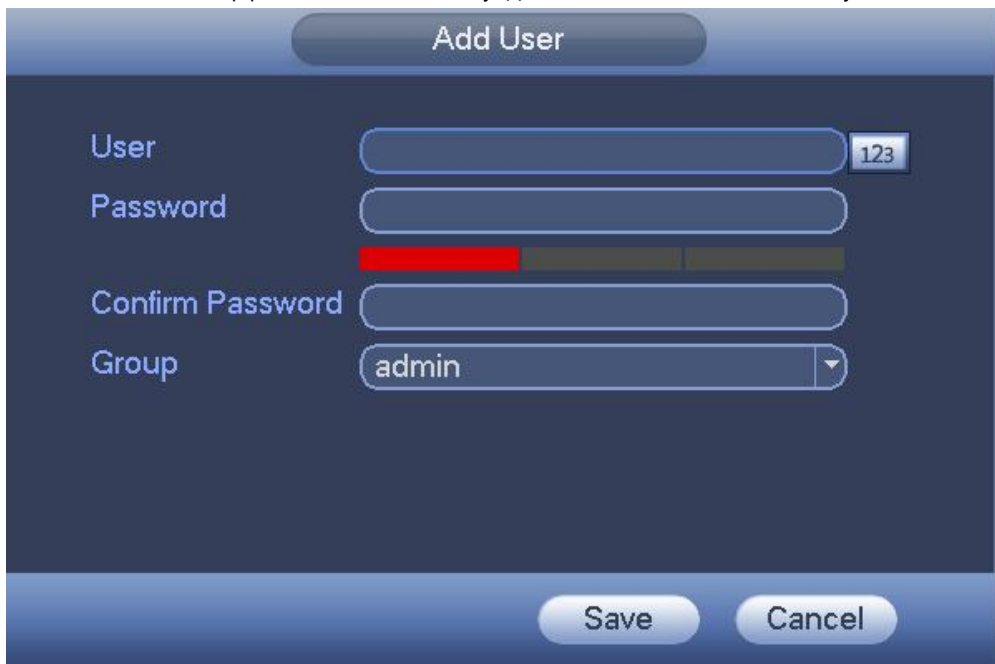 Add User
User 123
Password
Confirm Password
Group admin
Save Cancel